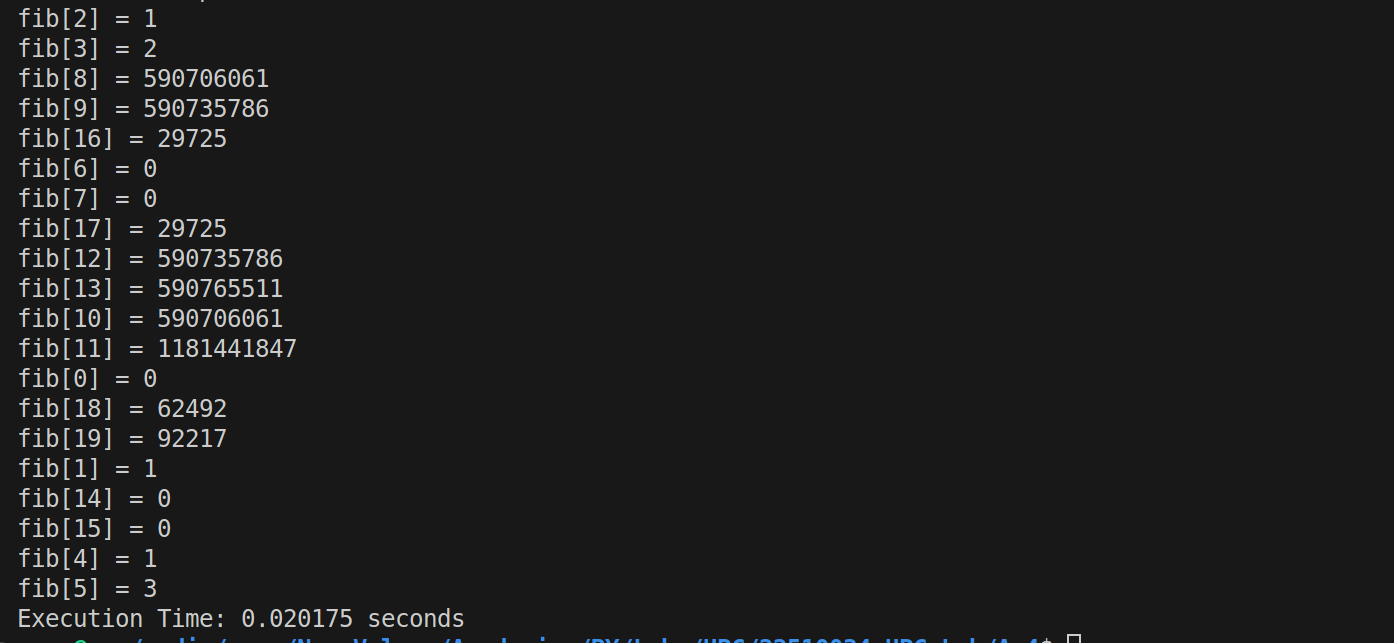 fib[2] = 1
fib[3] = 2
fib[8] = 590706061
fib[9] = 590735786
fib[16] = 29725
fib[6] = 0
fib[7] = 0
fib[17] = 29725
fib[12] = 590735786
fib[13] = 590765511
fib[10] = 590706061
fib[11] = 1181441847
fib[0] = 0
fib[18] = 62492
fib[19] = 92217
fib[1] = 1
fib[14] = 0
fib[15] = 0
fib[4] = 1
fib[5] = 3
Execution Time: 0.020175 seconds